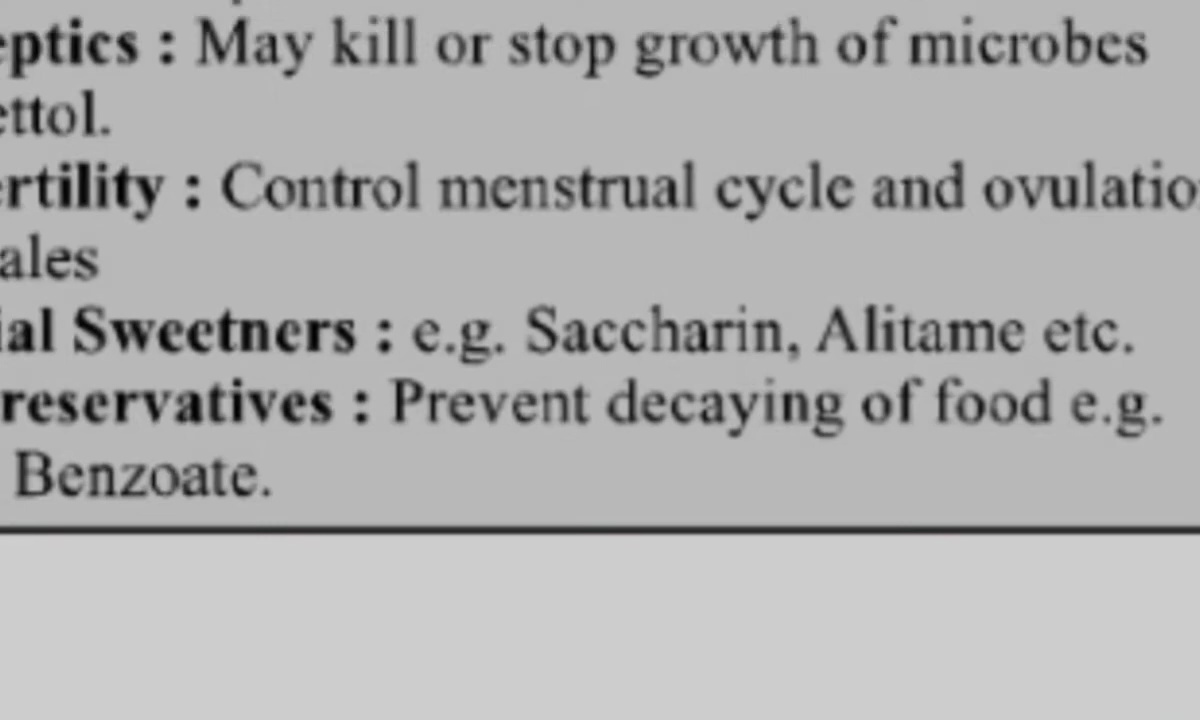 eptics : May kill or stop growth of microbes
ettol.
ertility : Control menstrual cycle and ovulatio
ales
ial Sweetners : e.g. Saccharin, Alitame etc.
reservatives : Prevent decaying of food e.g.
Benzoate.